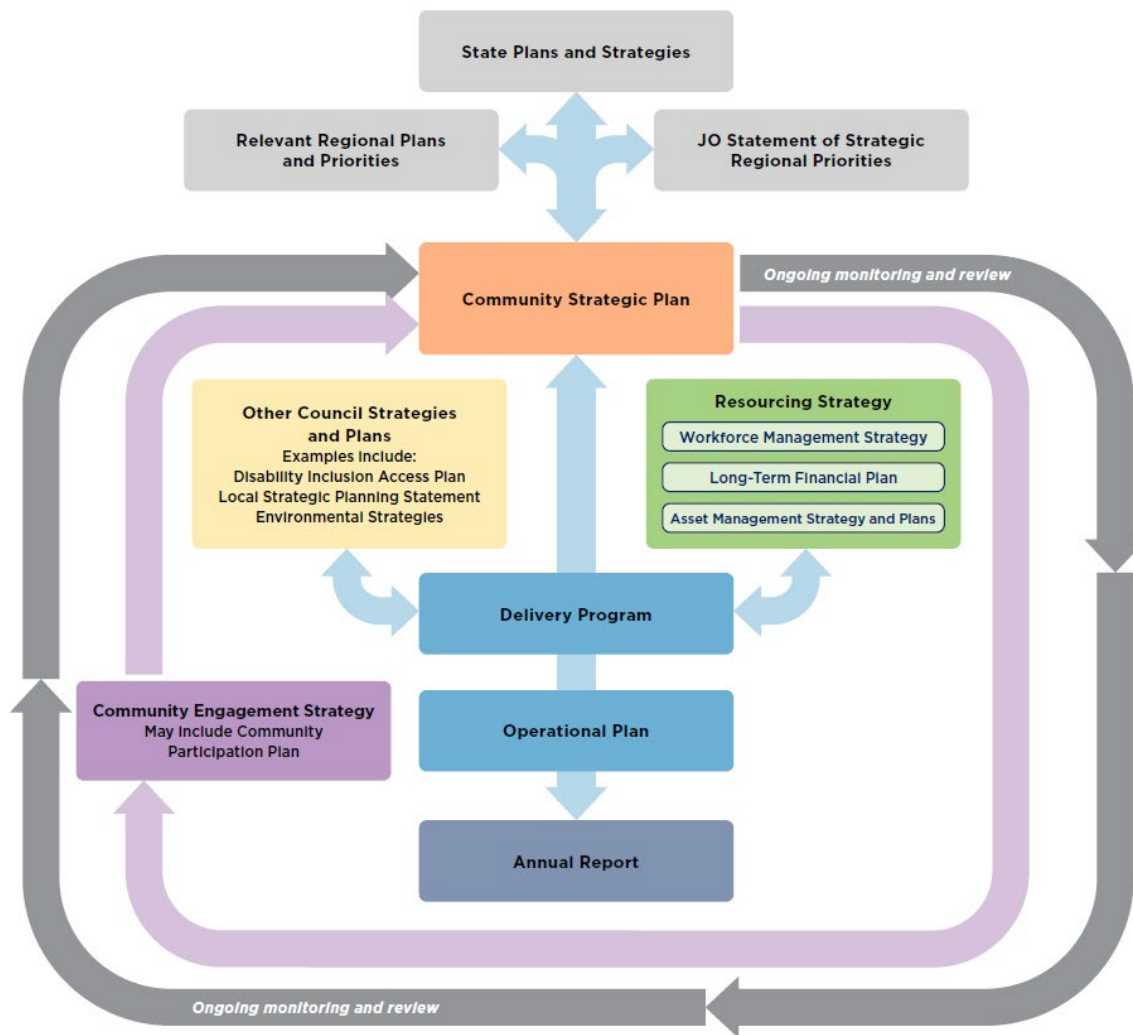 State Plans and Strategies
Relevant Regional Plans
and Priorities
JO Statement of Strategic
Regional Priorities
Ongoing monitoring and review
Community Strategic Plan
Other Council Strategies
and Plans
Examples Include:
Disability Inclusion Access Plan
Local Strategic Planning Statement
Environmental Strategies
Resourcing Strategy
Workforce Management Strategy
Long-Term Financial Plan
Asset Management Strategy and Plans
Delivery Program
Community Engagement Strategy
May Include Community
Participation Plan
Operational Plan
Annual Report
Ongoing monitoring and review